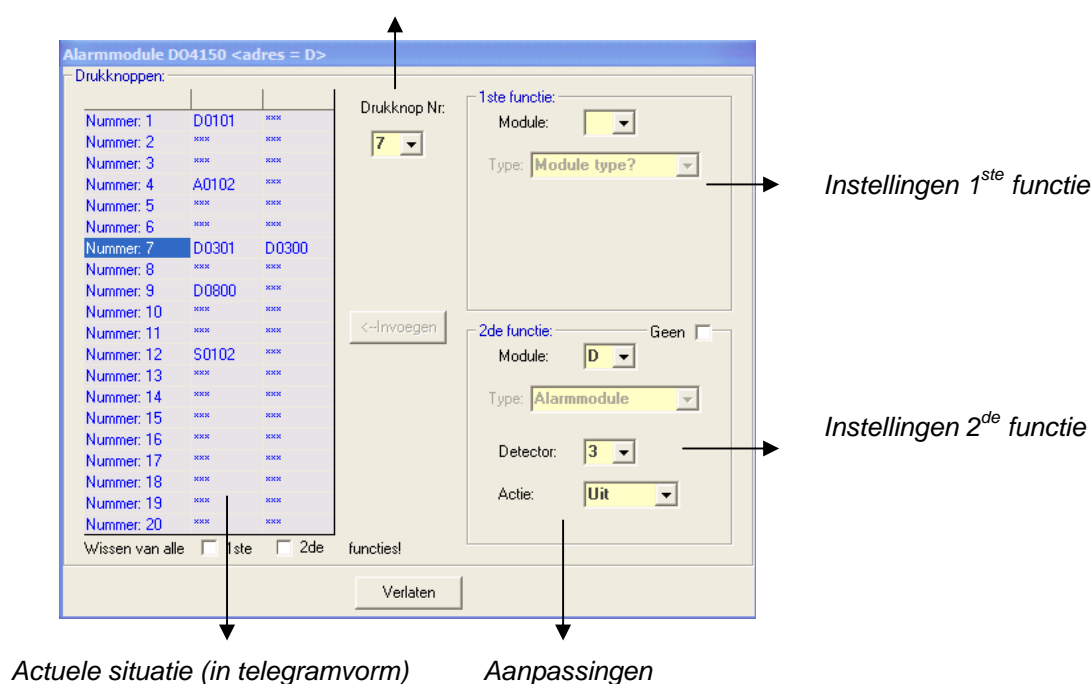 Alarmmodule DO4150 <adres = D>
Drukknoppen:
Nummer: 1 D0101 ***
Nummer: 2 *** ***
Nummer: 3 *** ***
Nummer: 4 A0102 ***
Nummer: 5 *** ***
Nummer: 6 *** ***
Nummer: 7 D0301 D0300
Nummer: 8 *** ***
Nummer: 9 D0800 ***
Nummer: 10 *** ***
Nummer: 11 *** ***
Nummer: 12 S0102 ***
Nummer: 13 *** ***
Nummer: 14 *** ***
Nummer: 15 *** ***
Nummer: 16 *** ***
Nummer: 17 *** ***
Nummer: 18 *** ***
Nummer: 19 *** ***
Nummer: 20 *** ***
Wissen van alle 1ste 2de functies!
Drukknop Nr:
7
<--Invoegen
1ste functie:
Module:
Type: Module type?
2de functie: Geen
Module: D
Type: Alarmmodule
Detector: 3
Actie: Uit
Verlaten
Instellingen 1ste functie
Instellingen 2de functie
Actuele situatie (in telegramvorm)
Aanpassingen